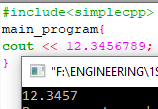 #include<simplecpp>
main_program{
cout << 12.3456789;
}
"F:\ENGINEERING\1S
12.3457